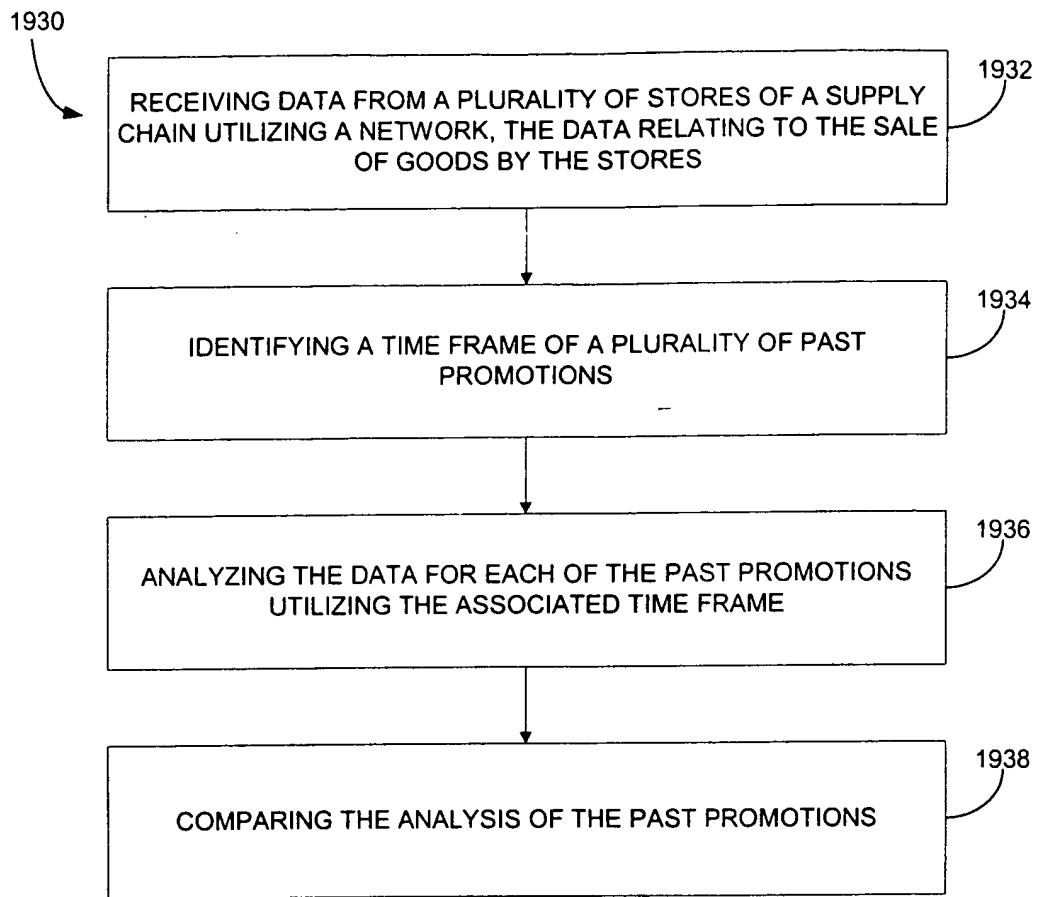 1930
1932
RECEIVING DATA FROM A PLURALITY OF STORES OF A SUPPLY
CHAIN UTILIZING A NETWORK, THE DATA RELATING TO THE SALE
OF GOODS BY THE STORES
1934
IDENTIFYING A TIME FRAME OF A PLURALITY OF PAST
PROMOTIONS
1936
ANALYZING THE DATA FOR EACH OF THE PAST PROMOTIONS
UTILIZING THE ASSOCIATED TIME FRAME
1938
COMPARING THE ANALYSIS OF THE PAST PROMOTIONS